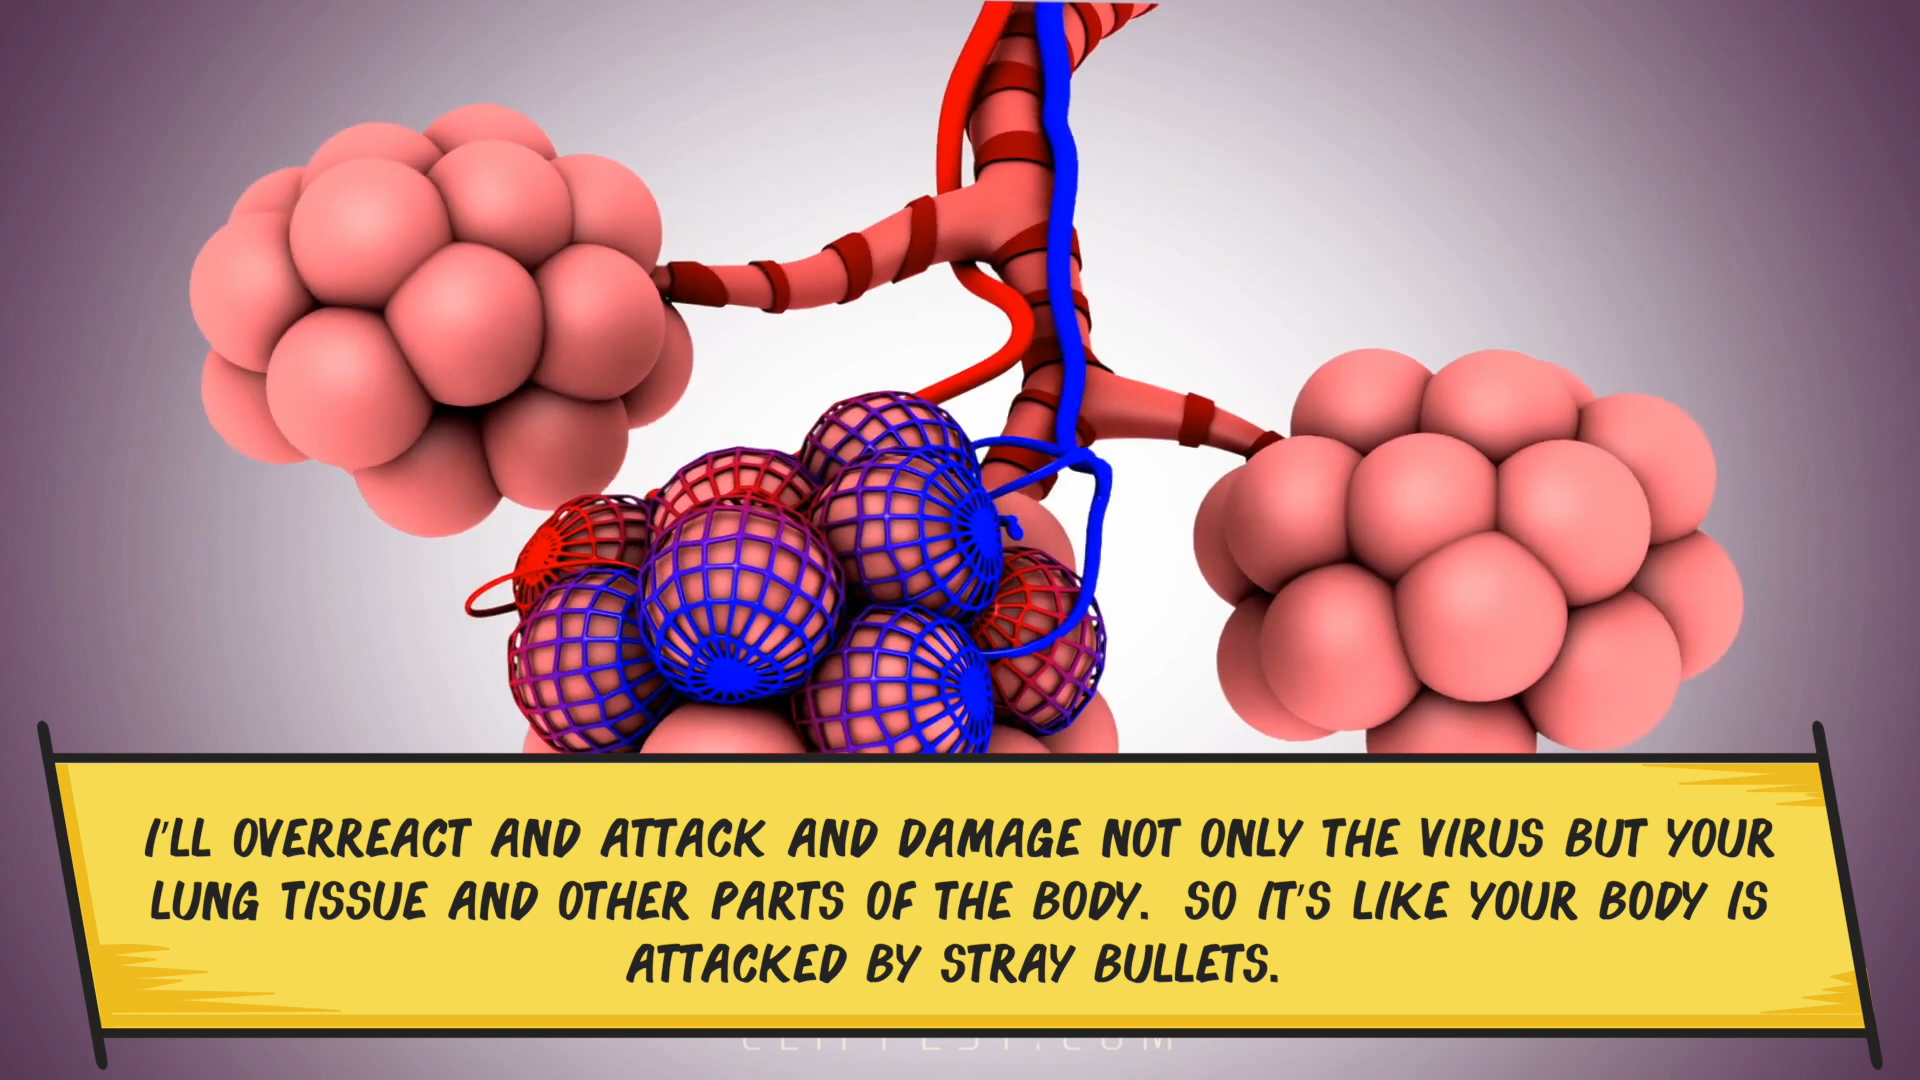 I'LL OVERREACT AND ATTACK AND DAMAGE NOT ONLY THE VIRUS BUT YOUR
LUNG TISSUE AND OTHER PARTS OF THE BODY. SO IT'S LIKE YOUR BODY IS
ATTACKED BY STRAY BULLETS.